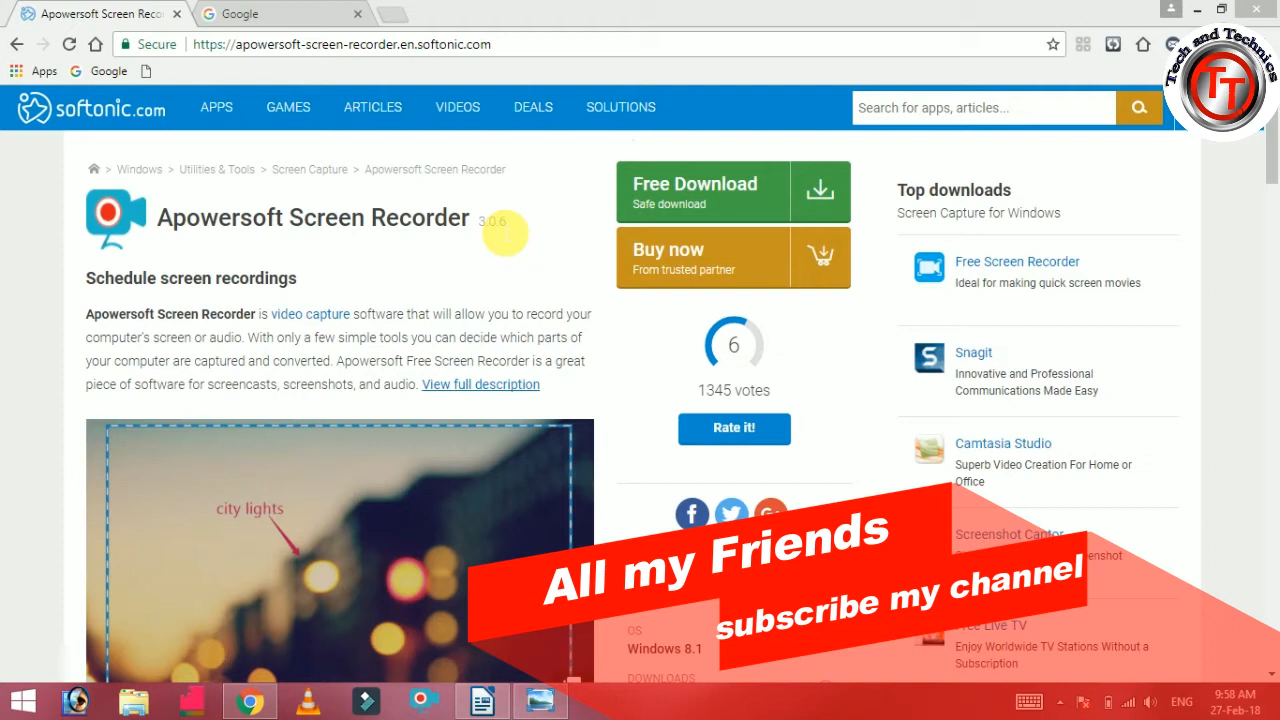 Apowersoft Screen Recor
Google
Secure
https://apowersoft-screen-recorder.en.softonic.com
Apps
Google
Tech and Technics
TT
softonic.com
APPS
GAMES
ARTICLES
VIDEOS
DEALS
SOLUTIONS
Search for apps, articles...
> Windows > Utilities & Tools > Screen Capture > Apowersoft Screen Recorder
Apowersoft Screen Recorder 3.0.6
Schedule screen recordings
Apowersoft Screen Recorder is video capture software that will allow you to record your
computer's screen or audio. With only a few simple tools you can decide which parts of
your computer are captured and converted. Apowersoft Free Screen Recorder is a great
piece of software for screencasts, screenshots, and audio. View full description
city lights
Free Download
Safe download
Buy now
From trusted partner
6
1345 votes
Rate it!
OS
Windows 8.1
DOWNLOADS
Top downloads
Screen Capture for Windows
Free Screen Recorder
Ideal for making quick screen movies
Snagit
Innovative and Professional
Communications Made Easy
Camtasia Studio
Superb Video Creation For Home or
Office
Screenshot Captor
Free Live TV
Enjoy Worldwide TV Stations Without a
Subscription
All my Friends
subscribe my channel
ENG
9:58 AM
27-Feb-18